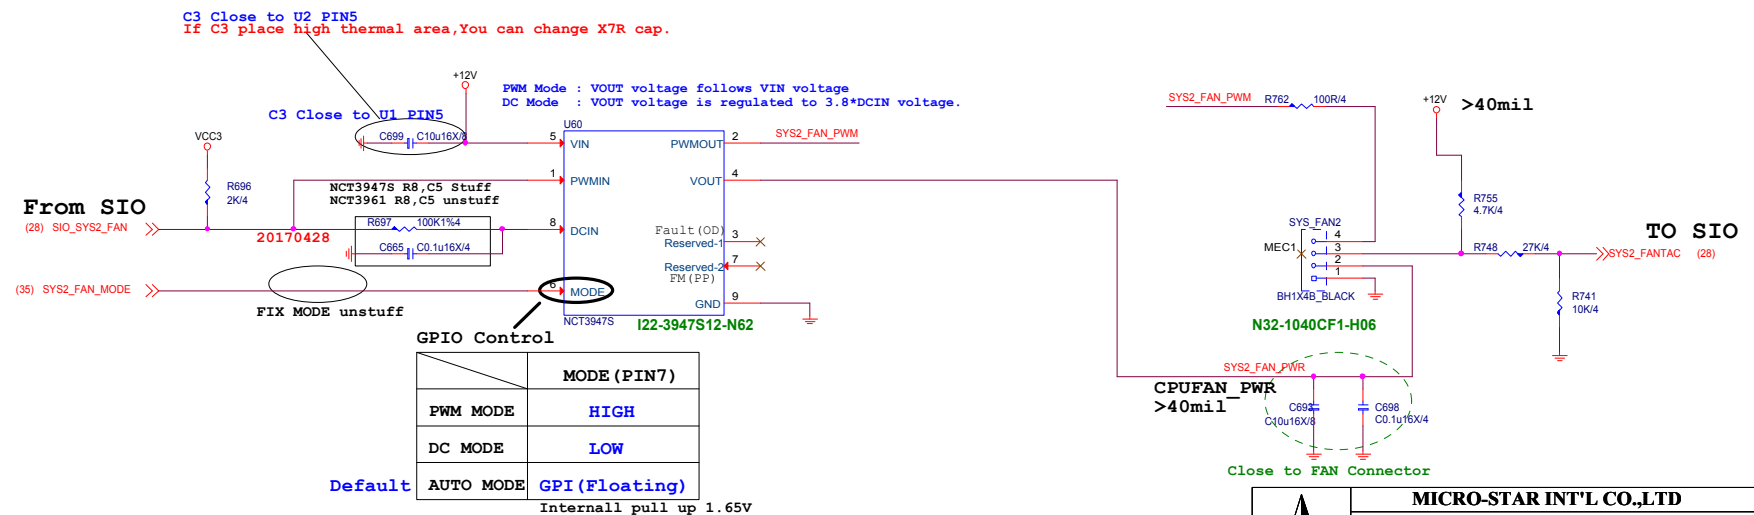 C3 Close to U2 PIN5
If C3 place high thermal area,You can change X7R cap.
+12V
PWM Mode : VOUT voltage follows VIN voltage
DC Mode  : VOUT voltage is regulated to 3.8*DCIN voltage.
C3 Close to U1 PIN5
C699 C10u16X/8
VCC3
R696
2K/4
NCT3947S R8,C5 Stuff
NCT3961 R8,C5 unstuff
From SIO
(28) SIO_SYS2_FAN
20170428
R697 100K1%4
C665 C0.1u16X/4
(35) SYS2_FAN_MODE
FIX MODE unstuff
U60
5 VIN
1 PWMIN
8 DCIN
6 MODE
PWMOUT 2
VOUT 4
Fault(OD)
Reserved-1 3
Reserved-2 7
FM(PP)
GND 9
NCT3947S
I22-3947S12-N62
SYS2_FAN_PWM
GPIO Control
MODE(PIN7)
PWM MODE HIGH
DC MODE LOW
Default AUTO MODE GPI(Floating)
Internall pull up 1.65V
SYS2_FAN_PWM R762 100R/4
+12V >40mil
R755
4.7K/4
SYS_FAN2
MEC1
4
3
2
1
BH1X4B_BLACK
N32-1040CF1-H06
R748 27K/4
TO SIO
SYS2_FANTAC (28)
R741
10K/4
SYS2_FAN_PWR
CPUFAN_PWR
>40mil
C693
C10u16X/8
C698
C0.1u16X/4
Close to FAN Connector
MICRO-STAR INT'L CO.,LTD